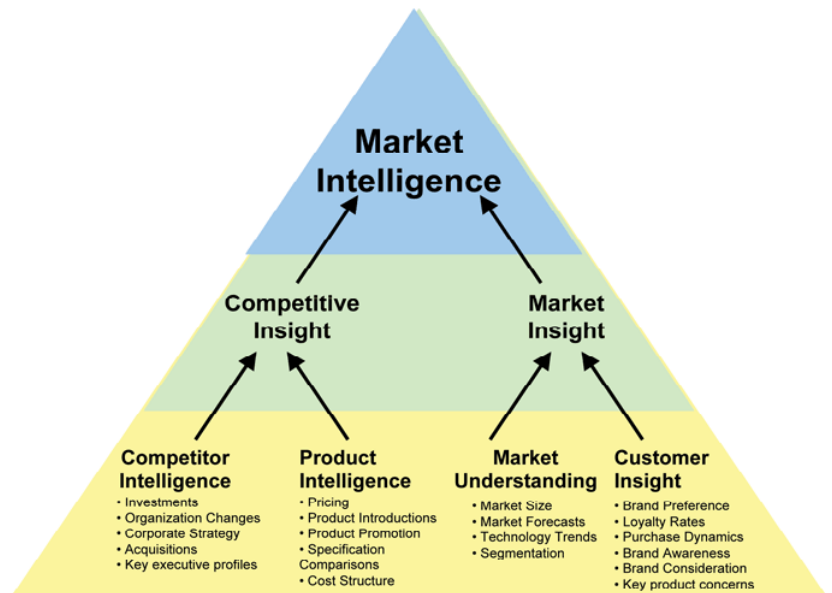 Market
Intelligence
Competitive
Insight
Market
Insight
Competitor
Intelligence
• Investments
• Organization Changes
• Corporate Strategy
• Acquisitions
• Key executive profiles
Product
Intelligence
• Pricing
• Product Introductions
• Product Promotion
• Specification
Comparisons
• Cost Structure
Market
Understanding
• Market Size
• Market Forecasts
• Technology Trends
• Segmentation
Customer
Insight
• Brand Preference
• Loyalty Rates
• Purchase Dynamics
• Brand Awareness
• Brand Consideration
• Key product concerns